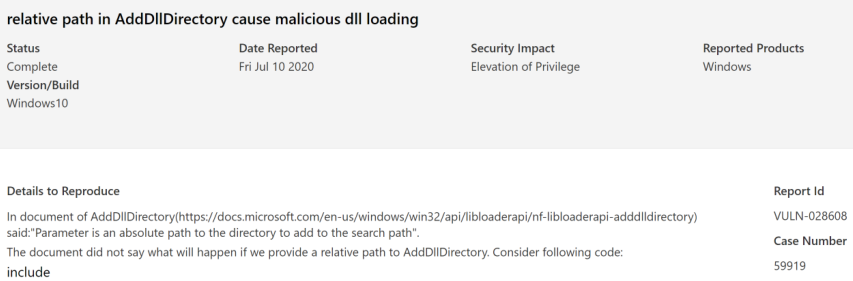 relative path in AddDllDirectory cause malicious dll loading
Status Date Reported Security Impact Reported Products
Complete Fri Jul 10 2020 Elevation of Privilege Windows
Version/Build
Windows10
Details to Reproduce Report Id
In document of AddDllDirectory(https://docs.microsoft.com/en-us/windows/win32/api/libloaderapi/nf-libloaderapi-adddlldirectory) VULN-028608
said:"Parameter is an absolute path to the directory to add to the search path".
Case Number
The document did not say what will happen if we provide a relative path to AddDllDirectory. Consider following code:
59919
include